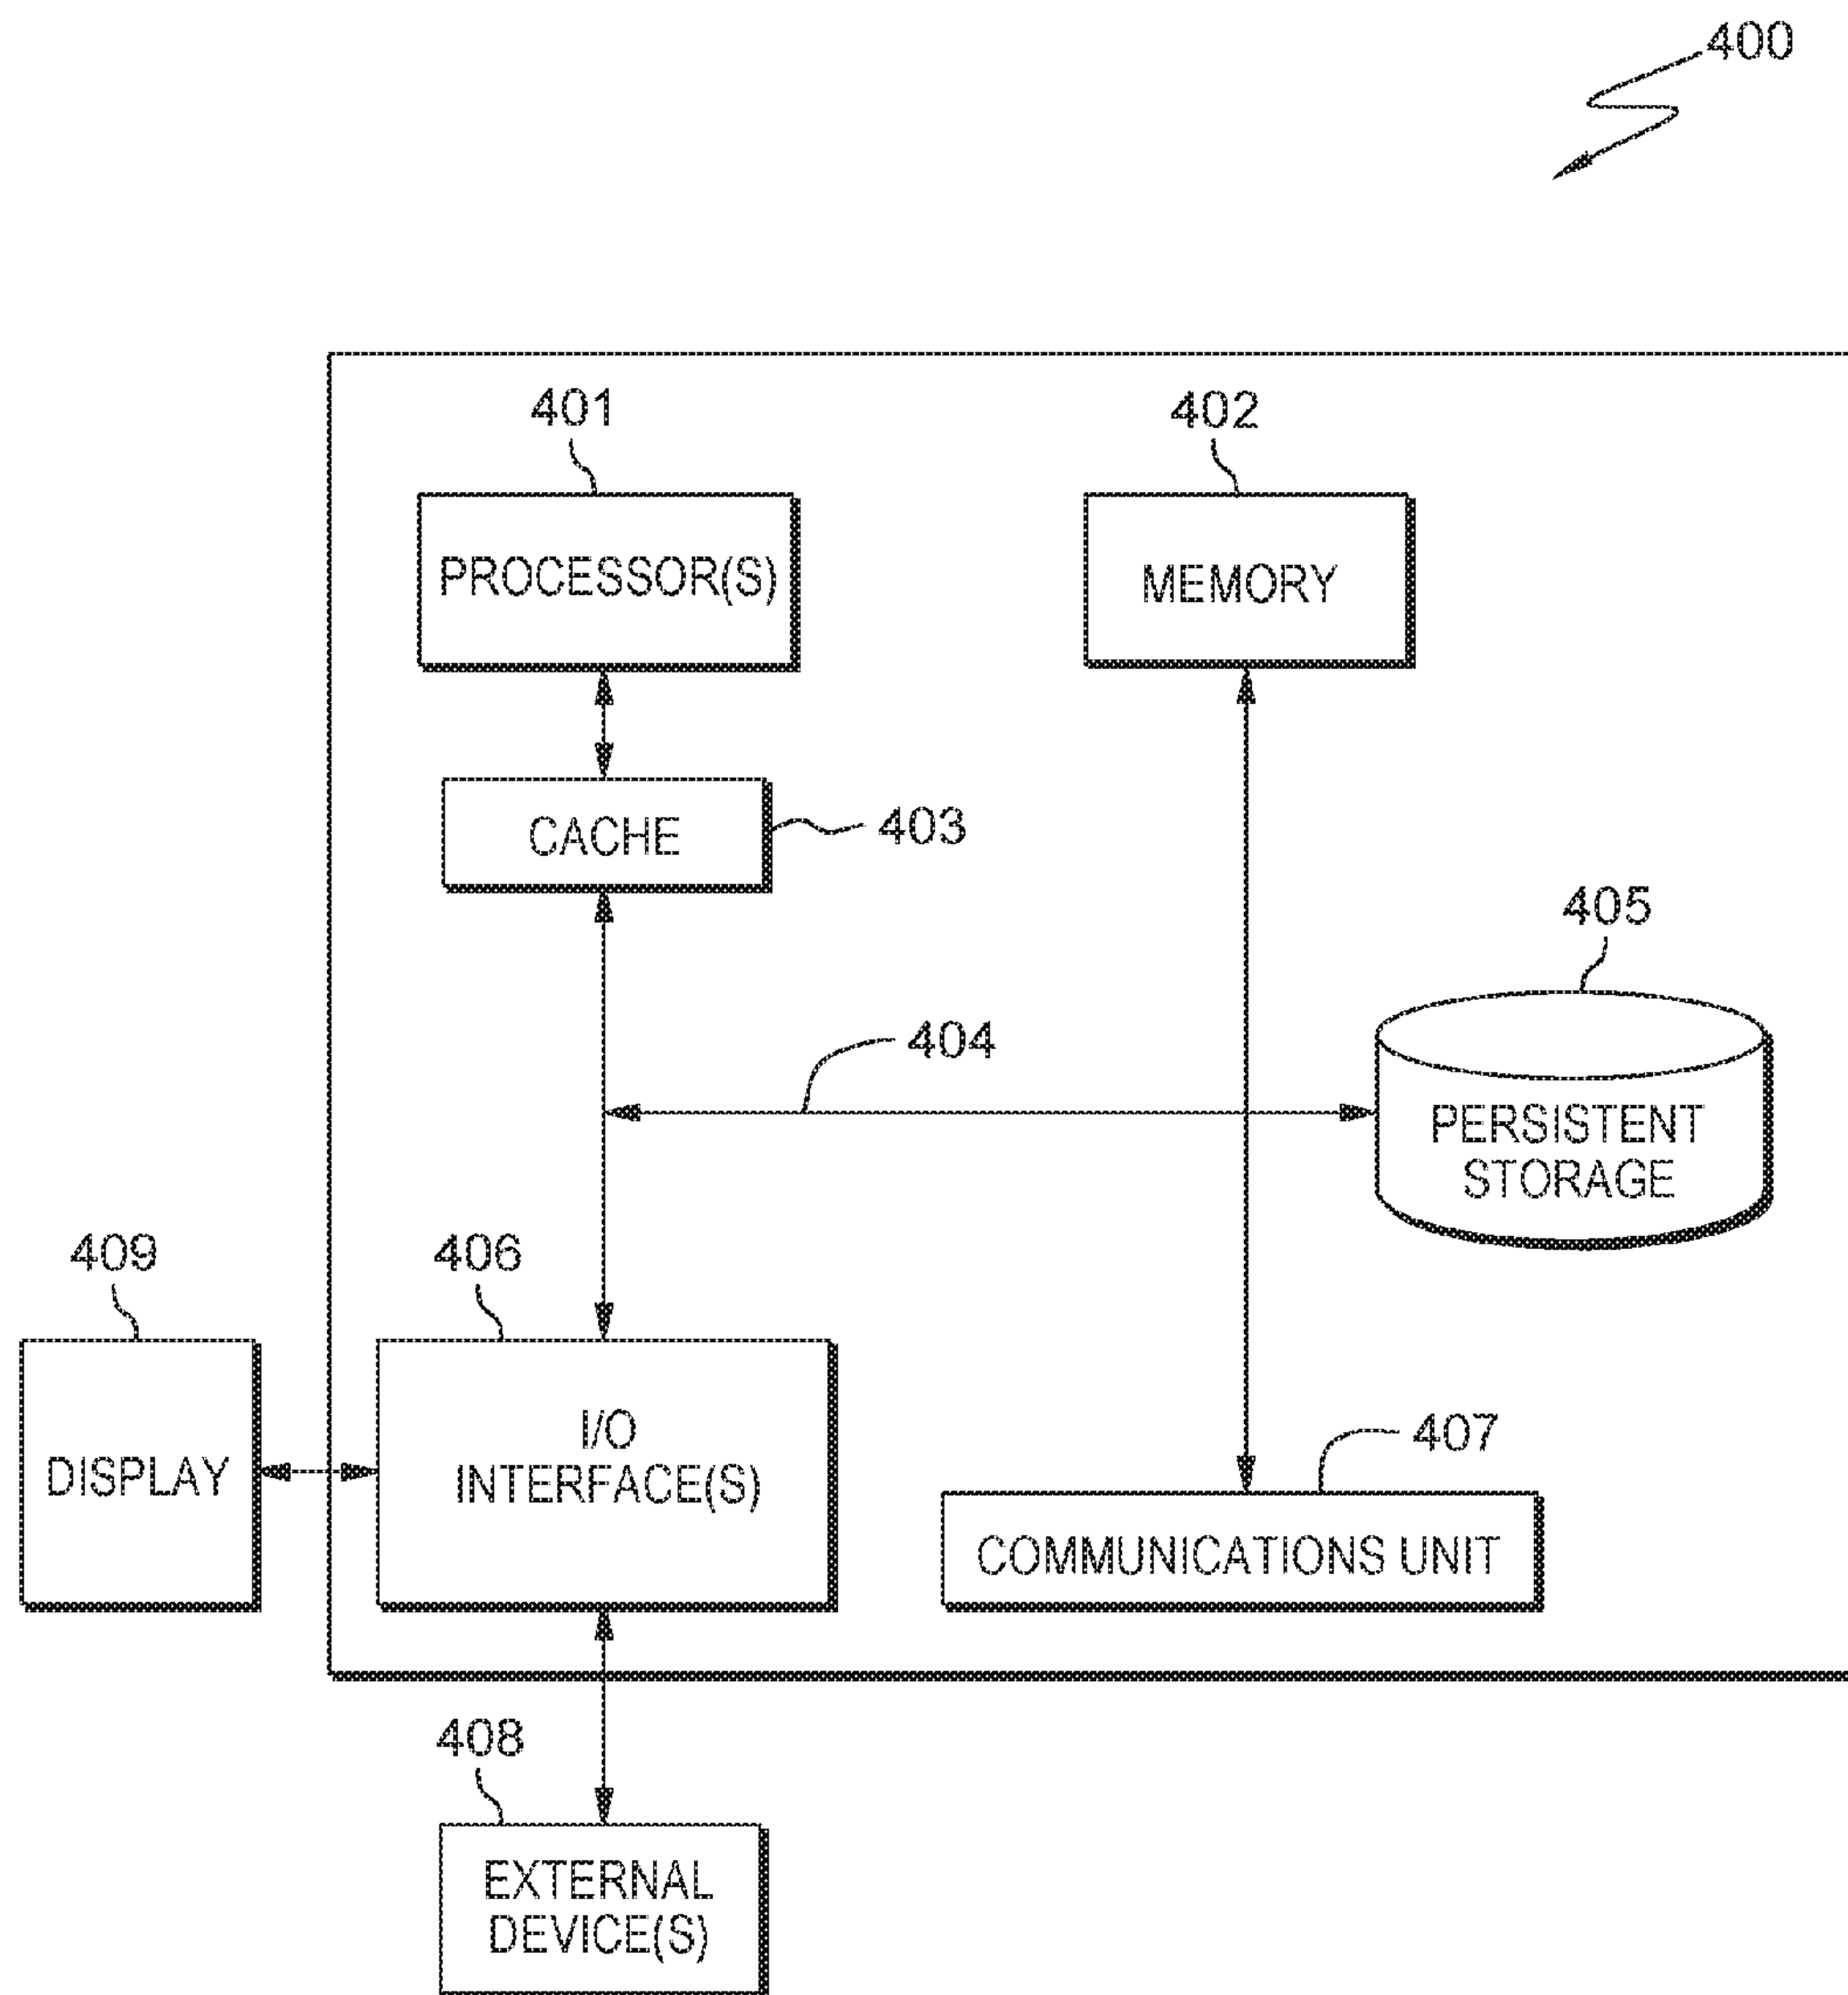 400
401
402
PROCESSOR(S)
MEMORY
CACHE
403
405
404
PERSISTENT
STORAGE
409
406
I/O
INTERFACE(S)
DISPLAY
407
COMMUNICATIONS UNIT
408
EXTERNAL
DEVICE(S)